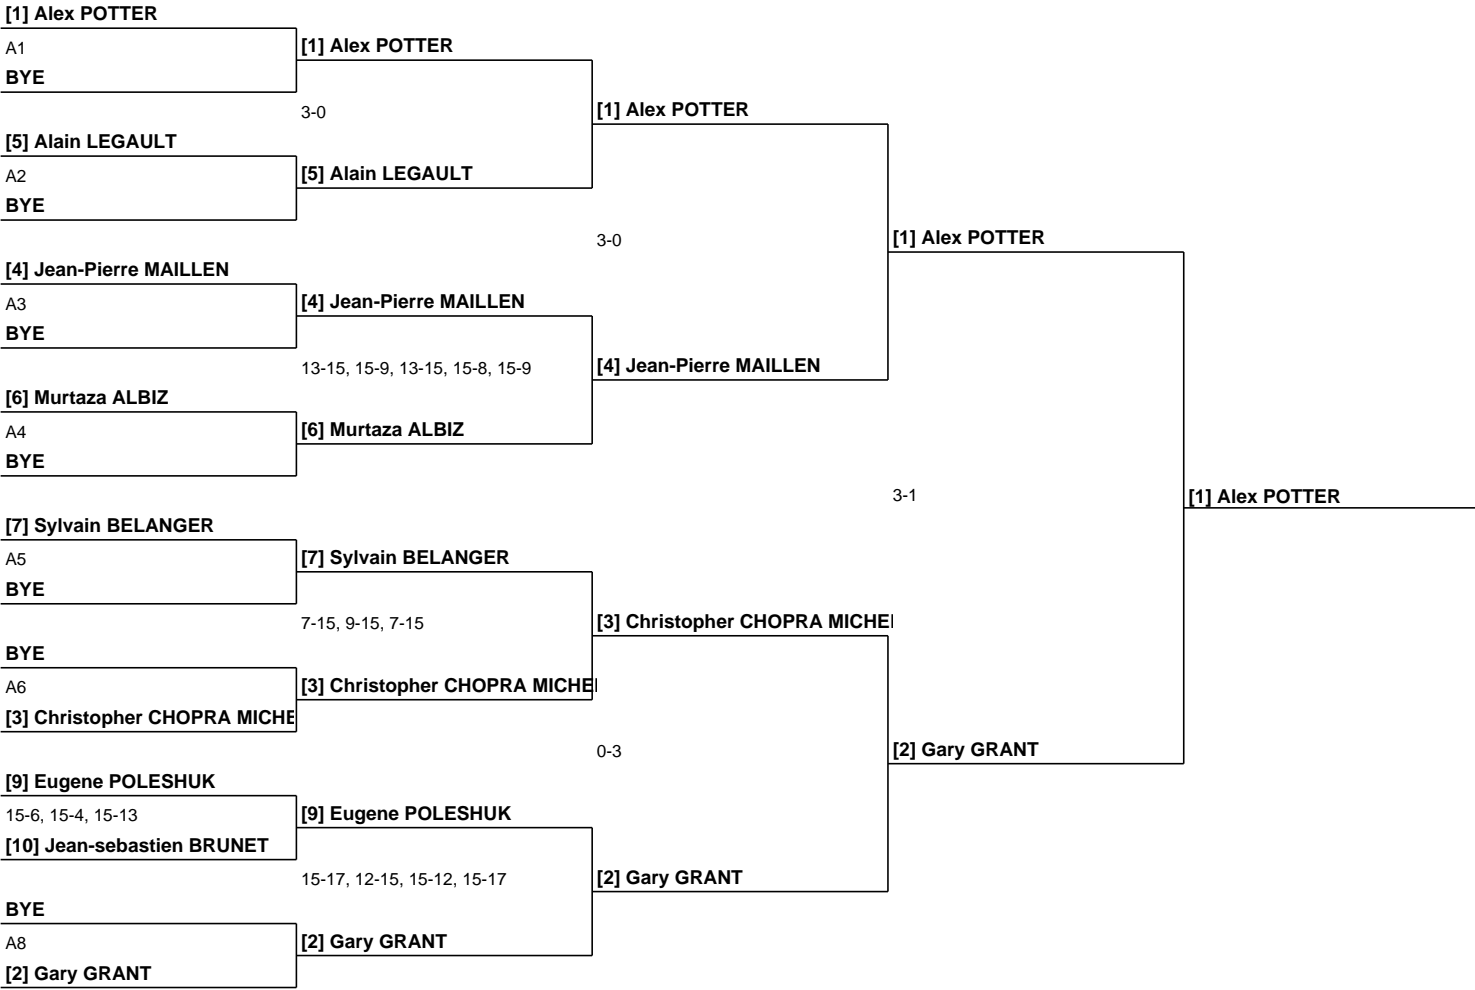 [1] Alex POTTER
A1
BYE
[5] Alain LEGAULT
A2
BYE
[4] Jean-Pierre MAILLEN
A3
BYE
[6] Murtaza ALBIZ
A4
BYE
[7] Sylvain BELANGER
A5
BYE
BYE
A6
[3] Christopher CHOPRA MICHE
[9] Eugene POLESHUK
15-6, 15-4, 15-13
[10] Jean-sebastien BRUNET
BYE
A8
[2] Gary GRANT
[1] Alex POTTER
3-0
[5] Alain LEGAULT
[4] Jean-Pierre MAILLEN
13-15, 15-9, 13-15, 15-8, 15-9
[6] Murtaza ALBIZ
[7] Sylvain BELANGER
7-15, 9-15, 7-15
[3] Christopher CHOPRA MICHEL
[9] Eugene POLESHUK
15-17, 12-15, 15-12, 15-17
[2] Gary GRANT
[1] Alex POTTER
3-0
[4] Jean-Pierre MAILLEN
[3] Christopher CHOPRA MICHEL
0-3
[2] Gary GRANT
[1] Alex POTTER
3-1
[2] Gary GRANT
[1] Alex POTTER